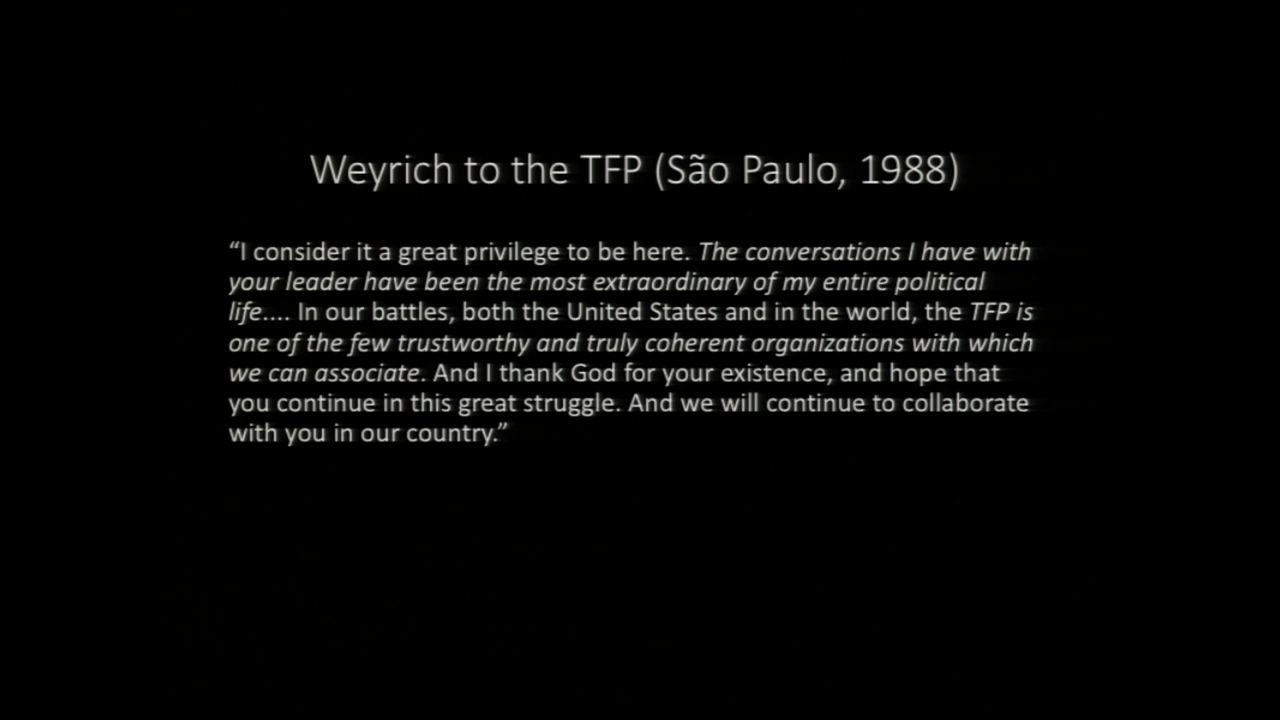 Weyrich to the TFP (São Paulo, 1988)
“I consider it a great privilege to be here. The conversations I have with
your leader have been the most extraordinary of my entire political
life.... In our battles, both the United States and in the world, the TFP is
one of the few trustworthy and truly coherent organizations with which
we can associate. And I thank God for your existence, and hope that
you continue in this great struggle. And we will continue to collaborate
with you in our country.”